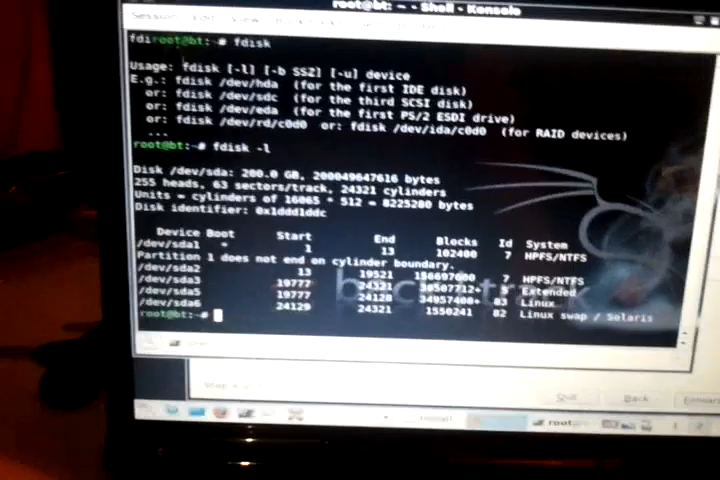 root@bt: ~ - Shell - Konsole
Session Edit View
fdiroot@bt:~# fdisk
Usage: fdisk [-l] [-b SSZ] [-u] device
E.g.: fdisk /dev/hda (for the first IDE disk)
or: fdisk /dev/sdc (for the third SCSI disk)
or: fdisk /dev/eda (for the first PS/2 ESDI drive)
or: fdisk /dev/rd/c0d0 or: fdisk /dev/ida/c0d0 (for RAID devices)
...
root@bt:~# fdisk -l
Disk /dev/sda: 200.0 GB, 200049647616 bytes
255 heads, 63 sectors/track, 24321 cylinders
Units = cylinders of 16065 * 512 = 8225280 bytes
Disk identifier: 0x1ddd1ddc
Device Boot Start End Blocks Id System
/dev/sda1 * 1 13 102400 7 HPFS/NTFS
Partition 1 does not end on cylinder boundary.
/dev/sda2 13 19521 156697600 7 HPFS/NTFS
/dev/sda3 19777 24321 36507712+ 5 Extended
/dev/sda5 19777 24128 34957408+ 83 Linux
/dev/sda6 24129 24321 1550241 82 Linux swap / Solaris
root@bt:~#
back track
Quit Back Forward
root@